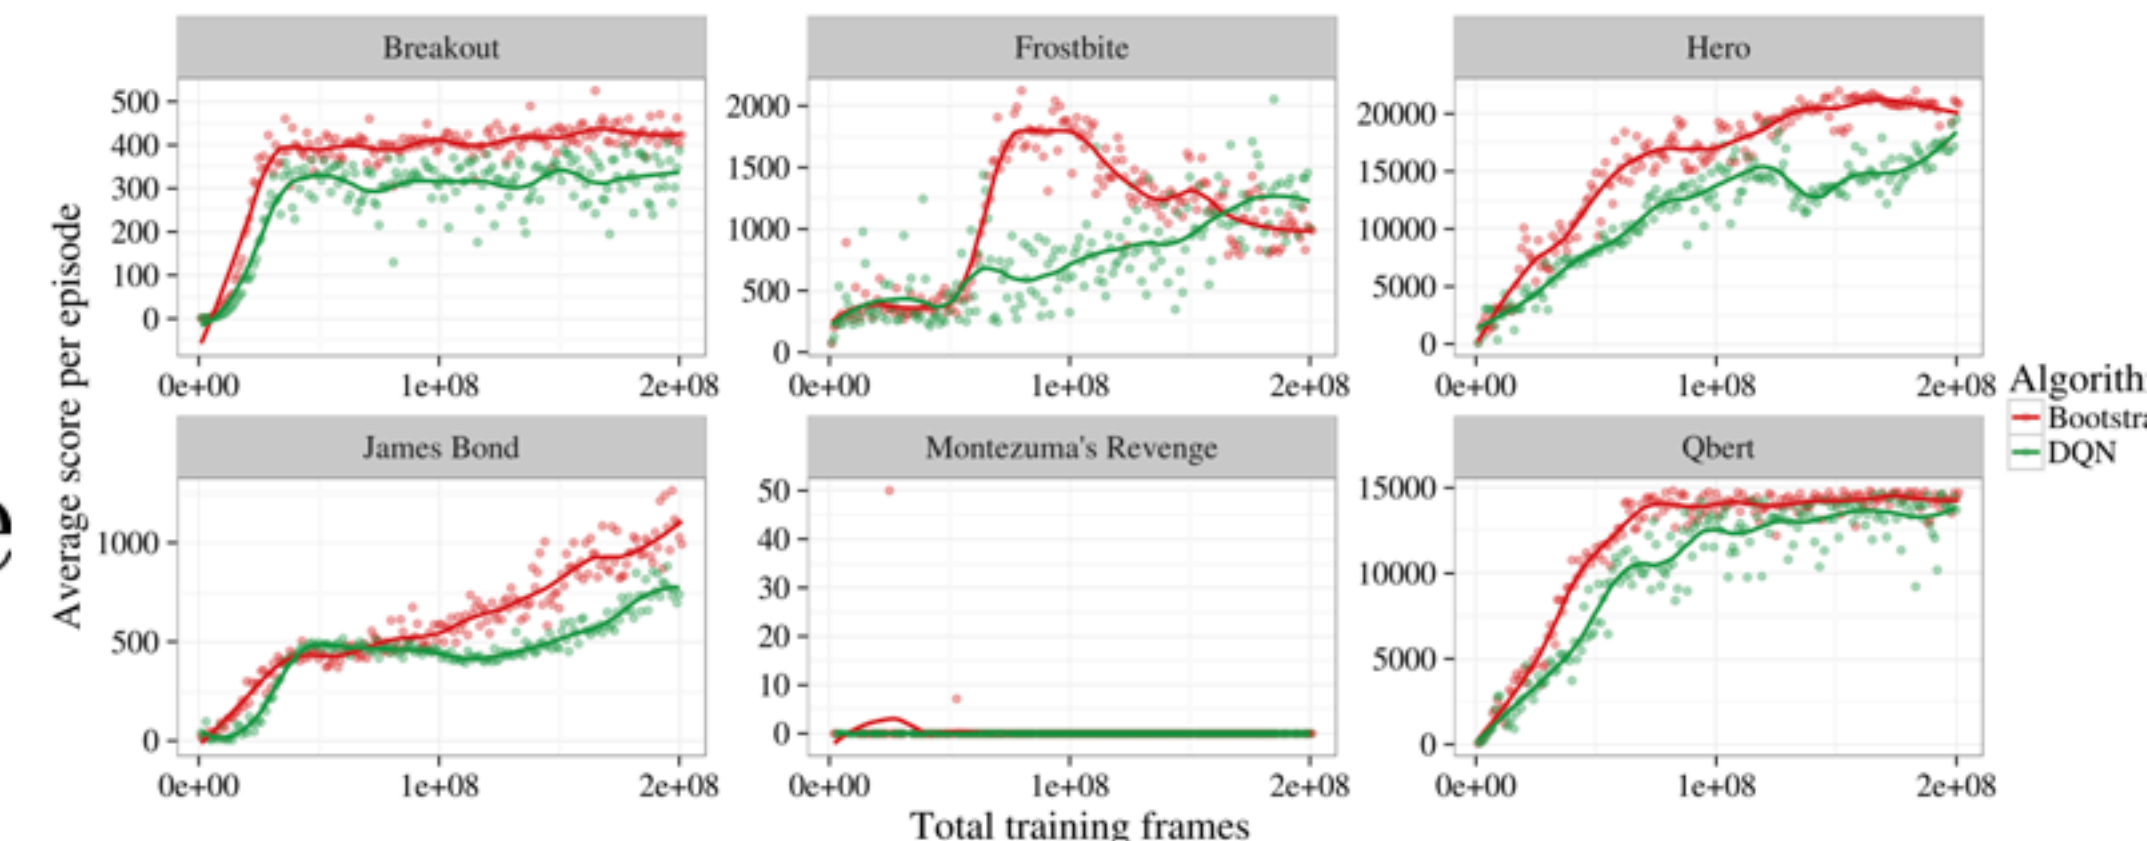 Breakout
Frostbite
Hero
500
400
300
200
100
0
2000
1500
1000
500
0
20000
15000
10000
5000
0
0e+00 1e+08 2e+08
0e+00 1e+08 2e+08
0e+00 1e+08 2e+08
Average score per episode
James Bond
Montezuma's Revenge
Qbert
1000
500
0
50
40
30
20
10
0
15000
10000
5000
0
0e+00 1e+08 2e+08
0e+00 1e+08 2e+08
0e+00 1e+08 2e+08
Total training frames
Algorith
Bootstra
DQN
e